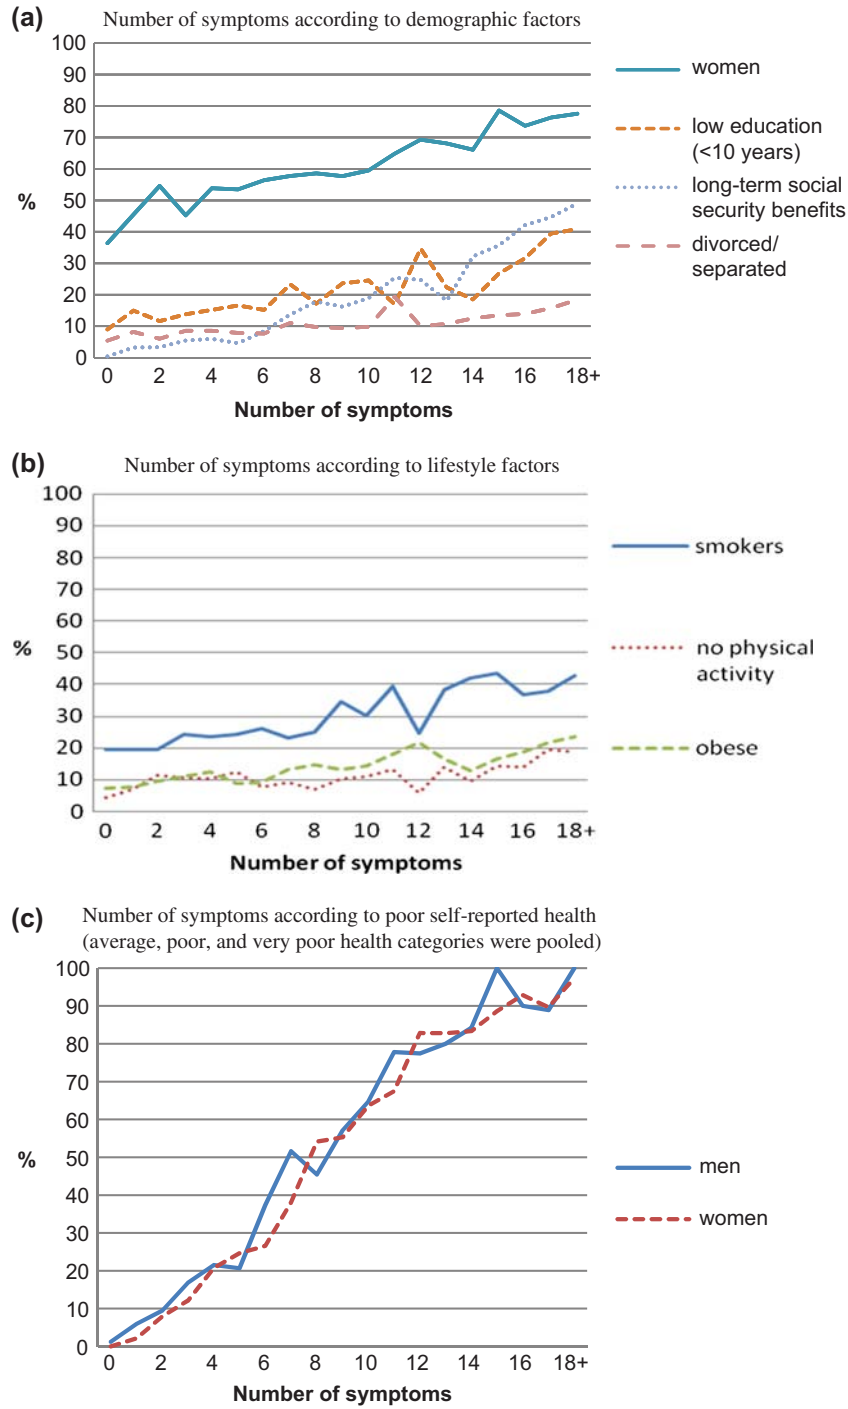 (a)
Number of symptoms according to demographic factors
100
90
80
70
60
50
40
30
20
10
0
%
0 2 4 6 8 10 12 14 16 18+
Number of symptoms
women
low education
(<10 years)
long-term social
security benefits
divorced/
separated
(b)
Number of symptoms according to lifestyle factors
100
90
80
70
60
50
40
30
20
10
0
%
0 2 4 6 8 10 12 14 16 18+
Number of symptoms
smokers
no physical
activity
obese
(c)
Number of symptoms according to poor self-reported health
(average, poor, and very poor health categories were pooled)
100
90
80
70
60
50
40
30
20
10
0
%
0 2 4 6 8 10 12 14 16 18+
Number of symptoms
men
women